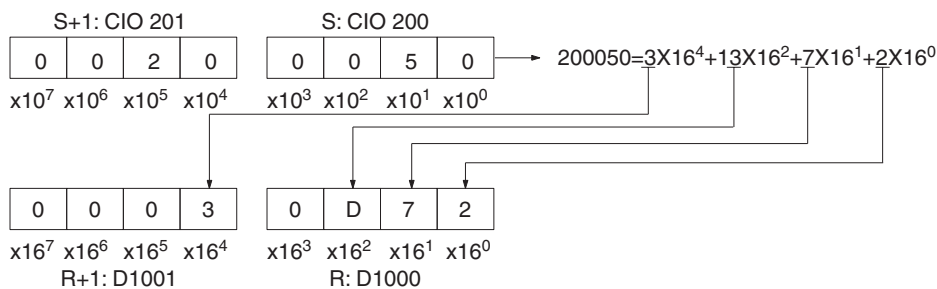 S+1: CIO 201 S: CIO 200
0 0 2 0 0 0 5 0 200050=3X16⁴+13X16²+7X16¹+2X16⁰
x10⁷ x10⁶ x10⁵ x10⁴ x10³ x10² x10¹ x10⁰
0 0 0 3 0 D 7 2
x16⁷ x16⁶ x16⁵ x16⁴ x16³ x16² x16¹ x16⁰
R+1: D1001 R: D1000